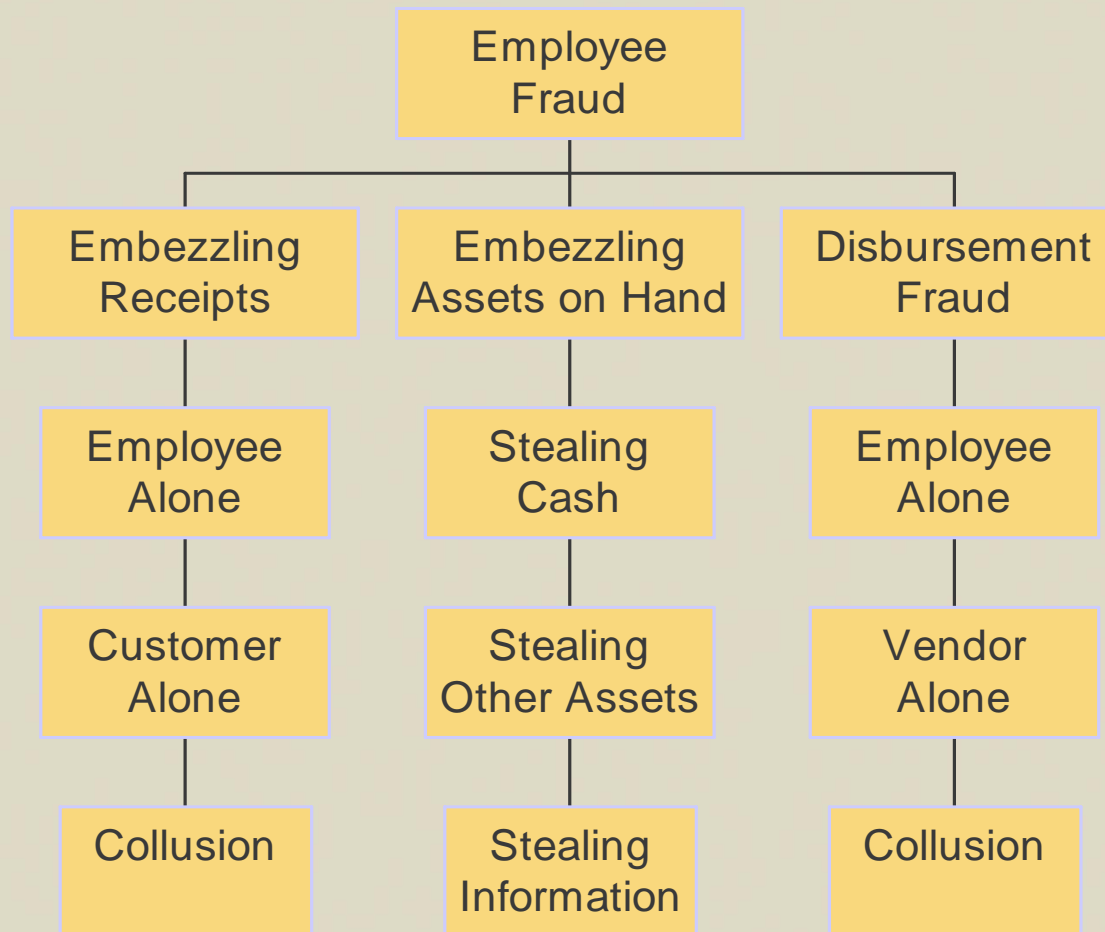 Employee
Fraud
Embezzling
Receipts
Embezzling
Assets on Hand
Disbursement
Fraud
Employee
Alone
Stealing
Cash
Employee
Alone
Customer
Alone
Stealing
Other Assets
Vendor
Alone
Collusion
Stealing
Information
Collusion